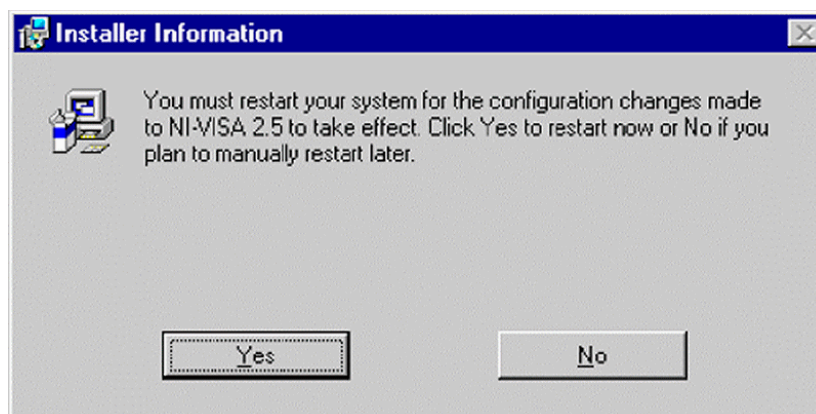 Installer Information
You must restart your system for the configuration changes made
to NI-VISA 2.5 to take effect. Click Yes to restart now or No if you
plan to manually restart later.
Yes
No